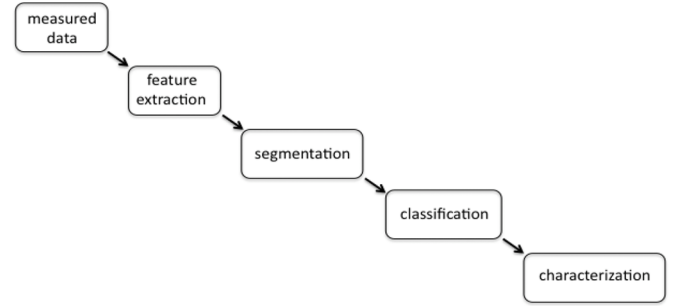 measured
data
feature
extraction
segmentation
classification
characterization